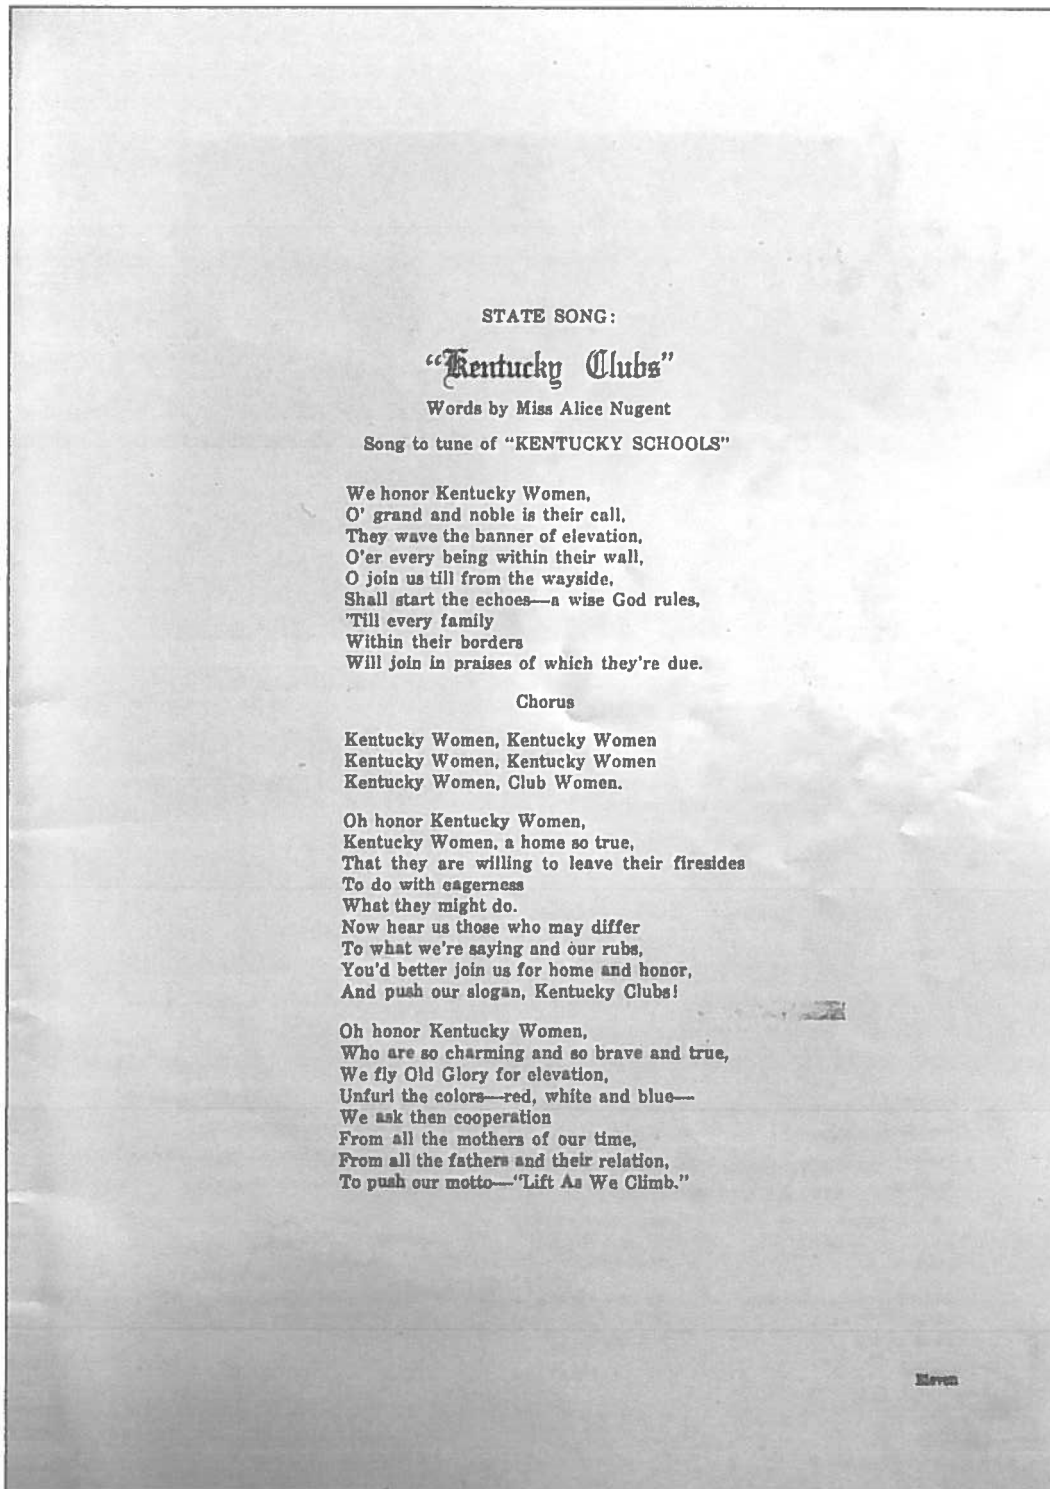 STATE SONG:
“Kentucky Clubs”
Words by Miss Alice Nugent
Song to tune of “KENTUCKY SCHOOLS”
We honor Kentucky Women,
O' grand and noble is their call,
They wave the banner of elevation,
O'er every being within their wall,
O join us till from the wayside,
Shall start the echoes—a wise God rules,
'Till every family
Within their borders
Will join in praises of which they're due.
Chorus
Kentucky Women, Kentucky Women
Kentucky Women, Kentucky Women
Kentucky Women, Club Women.
Oh honor Kentucky Women,
Kentucky Women, a home so true,
That they are willing to leave their firesides
To do with eagerness
What they might do.
Now hear us those who may differ
To what we're saying and our rubs,
You'd better join us for home and honor,
And push our slogan, Kentucky Clubs!
Oh honor Kentucky Women,
Who are so charming and so brave and true,
We fly Old Glory for elevation,
Unfurl the colors—red, white and blue—
We ask then cooperation
From all the mothers of our time,
From all the fathers and their relation,
To push our motto—“Lift As We Climb.”
Eleven